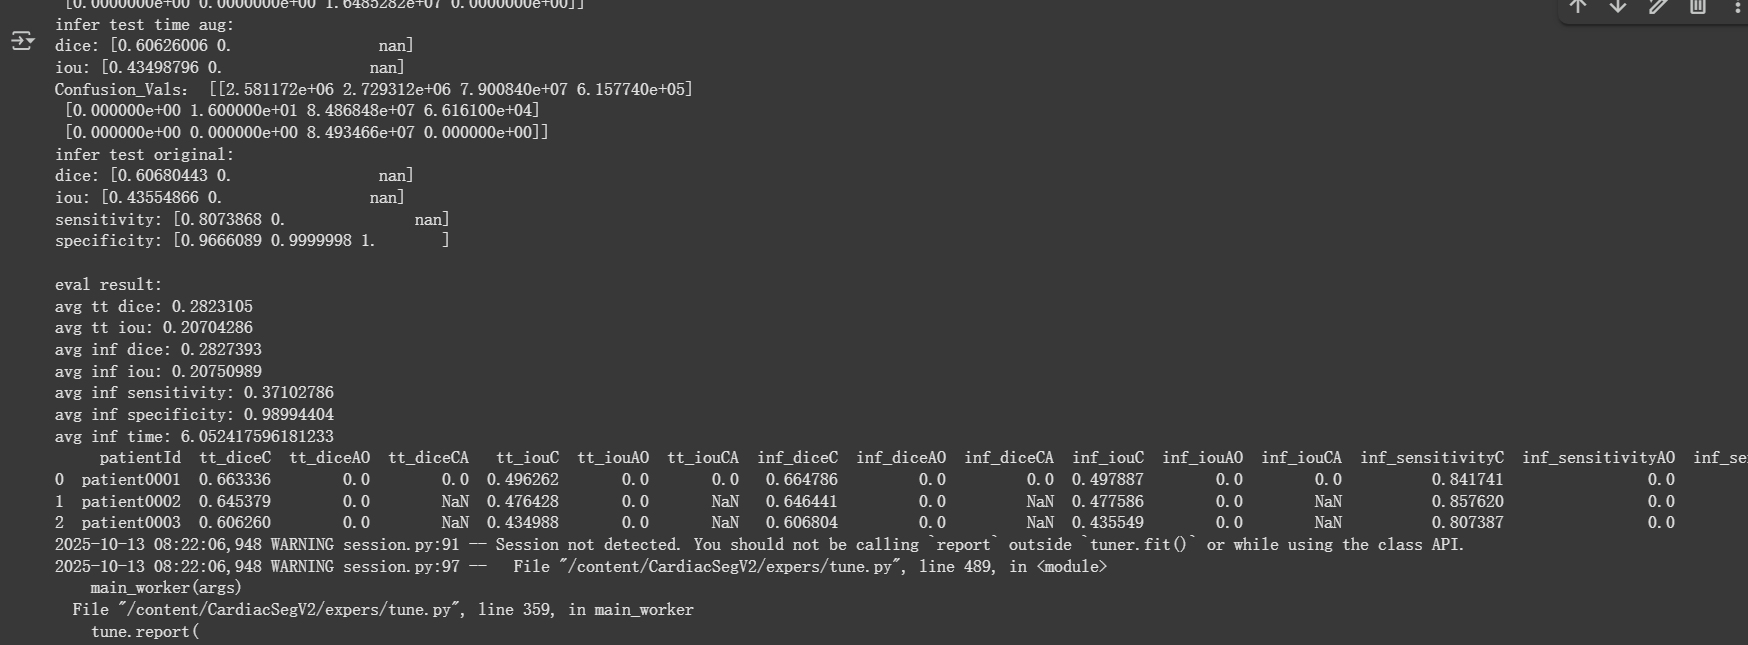 [0.0000000e+00 0.0000000e+00 1.6485282e+07 0.0000000e+00]]
infer test time aug:
dice: [0.60626006 0.                nan]
iou: [0.43498796 0.                nan]
Confusion_Vals:  [[2.581172e+06 2.729312e+06 7.900840e+07 6.157740e+05]
 [0.000000e+00 1.600000e+01 8.486848e+07 6.616100e+04]
 [0.000000e+00 0.000000e+00 8.493466e+07 0.000000e+00]]
infer test original:
dice: [0.60680443 0.                nan]
iou: [0.43554866 0.                nan]
sensitivity: [0.8073868 0.               nan]
specificity: [0.9666089 0.9999998 1.       ]
eval result:
avg tt dice: 0.2823105
avg tt iou: 0.20704286
avg inf dice: 0.2827393
avg inf iou: 0.20750989
avg inf sensitivity: 0.37102786
avg inf specificity: 0.98994404
avg inf time: 6.052417596181233
     patientId  tt_diceC  tt_diceAO  tt_diceCA   tt_iouC  tt_iouAO  tt_iouCA  inf_diceC  inf_diceAO  inf_diceCA  inf_iouC  inf_iouAO  inf_iouCA  inf_sensitivityC  inf_sensitivityAO  inf_se
0  patient0001  0.663336        0.0        0.0  0.496262       0.0       0.0   0.664786         0.0         0.0  0.497887        0.0        0.0          0.841741                0.0
1  patient0002  0.645379        0.0        NaN  0.476428       0.0       NaN   0.646441         0.0         NaN  0.477586        0.0        NaN          0.857620                0.0
2  patient0003  0.606260        0.0        NaN  0.434988       0.0       NaN   0.606804         0.0         NaN  0.435549        0.0        NaN          0.807387                0.0
2025-10-13 08:22:06,948 WARNING session.py:91 -- Session not detected. You should not be calling `report` outside `tuner.fit()` or while using the class API.
2025-10-13 08:22:06,948 WARNING session.py:97 --   File "/content/CardiacSegV2/expers/tune.py", line 489, in <module>
    main_worker(args)
  File "/content/CardiacSegV2/expers/tune.py", line 359, in main_worker
    tune.report(